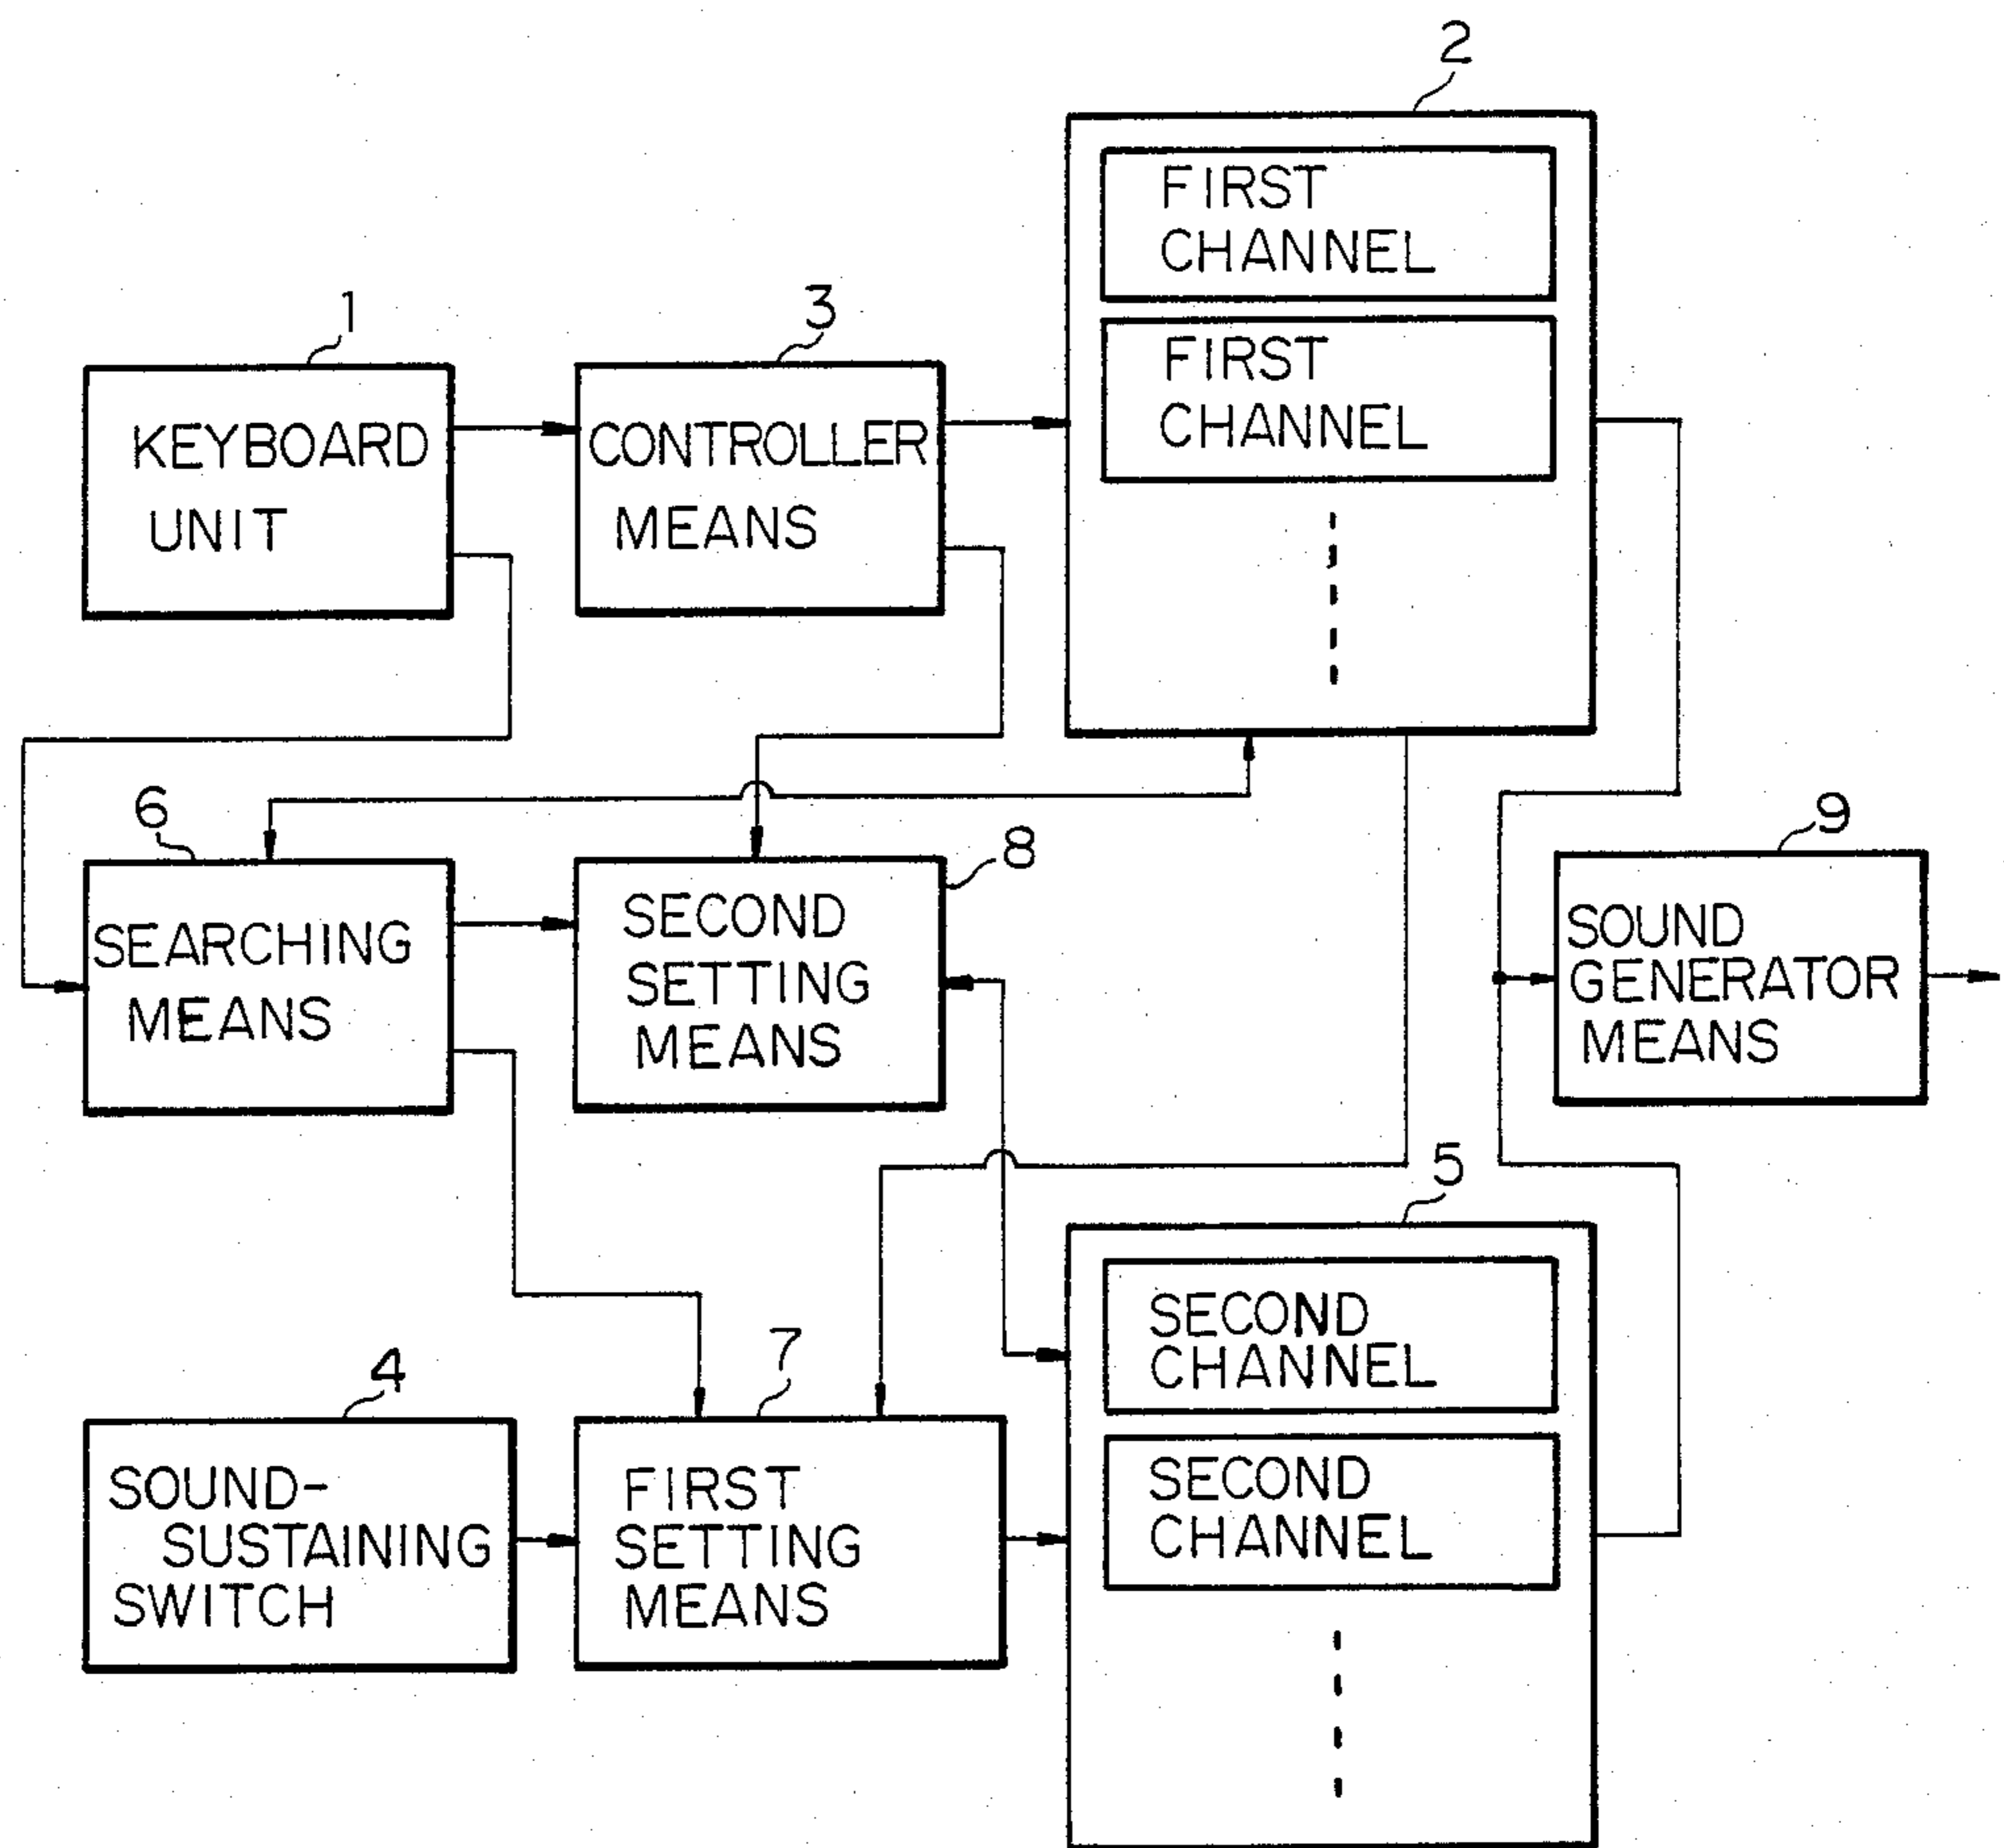 2
FIRST
CHANNEL
FIRST
CHANNEL
1
KEYBOARD
UNIT
3
CONTROLLER
MEANS
6
SEARCHING
MEANS
8
SECOND
SETTING
MEANS
9
SOUND
GENERATOR
MEANS
4
SOUND-
SUSTAINING
SWITCH
7
FIRST
SETTING
MEANS
5
SECOND
CHANNEL
SECOND
CHANNEL